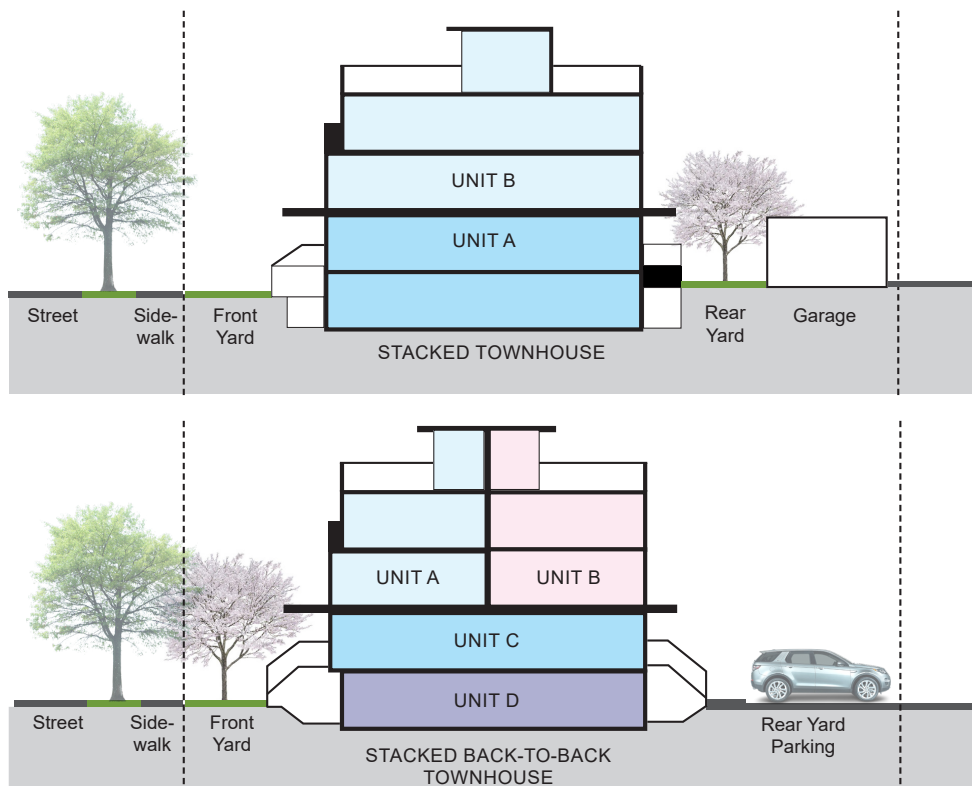 UNIT B
UNIT A
Street
Side-
walk
Front
Yard
Rear
Yard
Garage
STACKED TOWNHOUSE
UNIT A
UNIT B
UNIT C
UNIT D
Street
Side-
walk
Front
Yard
Rear Yard
Parking
STACKED BACK-TO-BACK
TOWNHOUSE